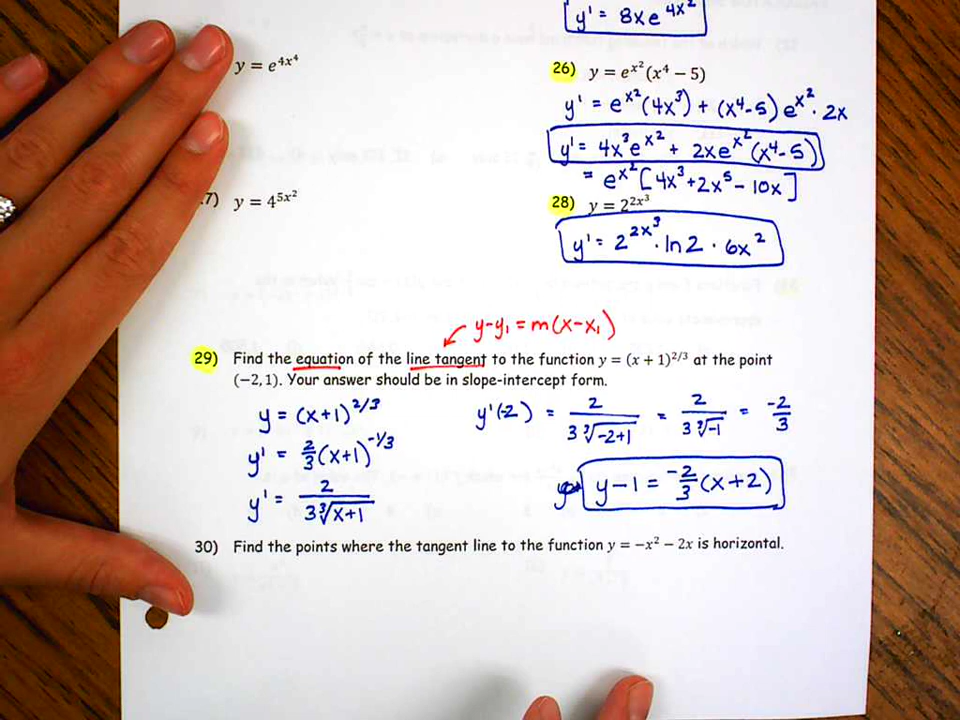 y' = 8xe^{4x^2}
y = e^{4x^4}
26) y = e^{x^2}(x^4 − 5)
y' = e^{x^2}(4x^3) + (x^4-5)e^{x^2} · 2x
y' = 4x^3e^{x^2} + 2xe^{x^2}(x^4-5)
= e^{x^2}[4x^3+2x^5-10x]
7) y = 4^{5x^2}
28) y = 2^{2x^3}
y' = 2^{2x^3} · ln 2 · 6x^2
y-y_1 = m(x-x_1)
29) Find the equation of the line tangent to the function y = (x + 1)^{2/3} at the point
(−2, 1). Your answer should be in slope-intercept form.
y = (x+1)^{2/3}
y' = 2/3(x+1)^{-1/3}
y' = 2/(3∛(x+1))
y'(-2) = 2/(3∛(-2+1)) = 2/(3∛-1) = -2/3
y-1 = -2/3(x+2)
30) Find the points where the tangent line to the function y = −x^2 − 2x is horizontal.